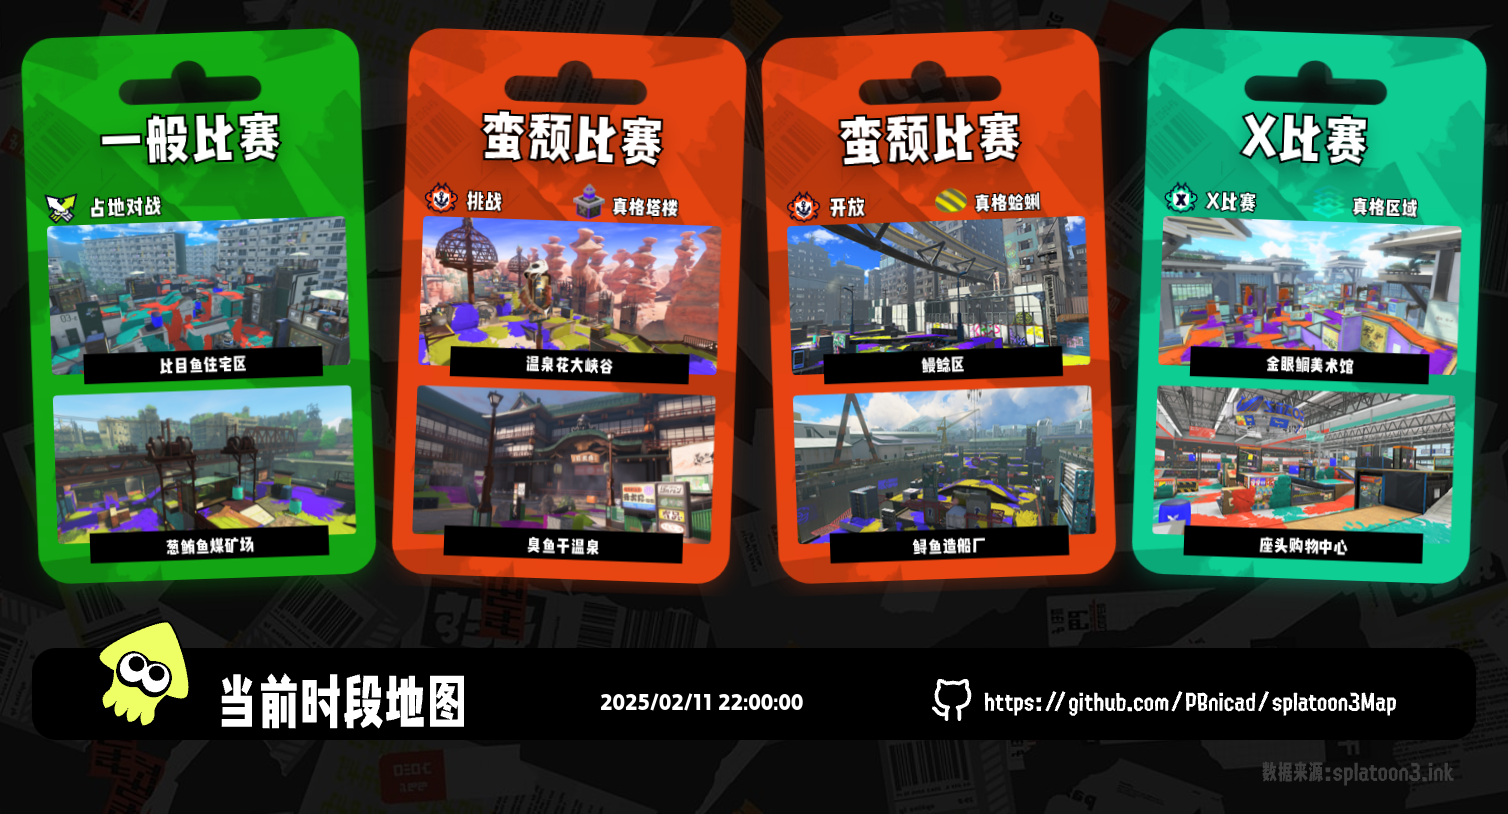 一般比赛
占地对战
比目鱼住宅区
葱鲔鱼煤矿场
蛮颓比赛
挑战
真格塔楼
温泉花大峡谷
臭鱼干温泉
蛮颓比赛
开放
真格蛤蜊
鳗鲶区
鲟鱼造船厂
X比赛
X比赛
真格区域
金眼鲷美术馆
座头购物中心
当前时段地图
2025/02/11 22:00:00
https://github.com/PBnicad/splatoon3Map
数据来源:splatoon3.ink